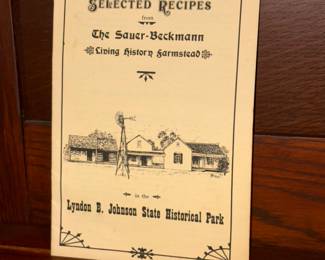 Selected Recipes
from
The Sauer-Beckmann
Living History Farmstead
in the
Lyndon B. Johnson State Historical Park